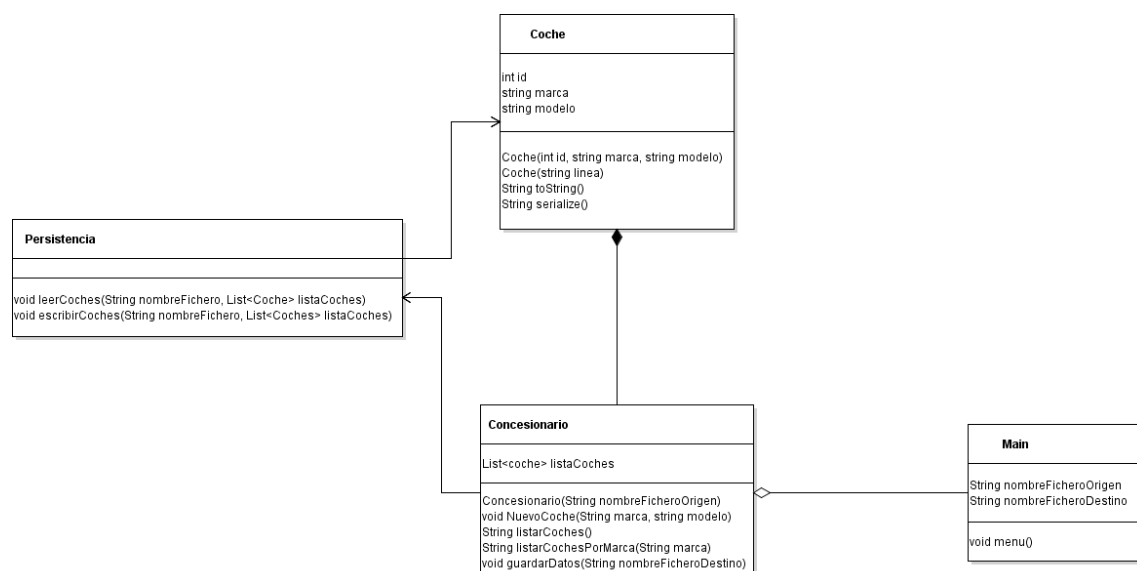 Coche
int id
string marca
string modelo
Coche(int id, string marca, string modelo)
Coche(string linea)
String toString()
String serialize()
Persistencia
void leerCoches(String nombreFichero, List<Coche> listaCoches)
void escribirCoches(String nombreFichero, List<Coches> listaCoches)
Concesionario
List<coche> listaCoches
Concesionario(String nombreFicheroOrigen)
void NuevoCoche(String marca, string modelo)
String listarCoches()
String listarCochesPorMarca(String marca)
void guardarDatos(String nombreFicheroDestino)
Main
String nombreFicheroOrigen
String nombreFicheroDestino
void menu()